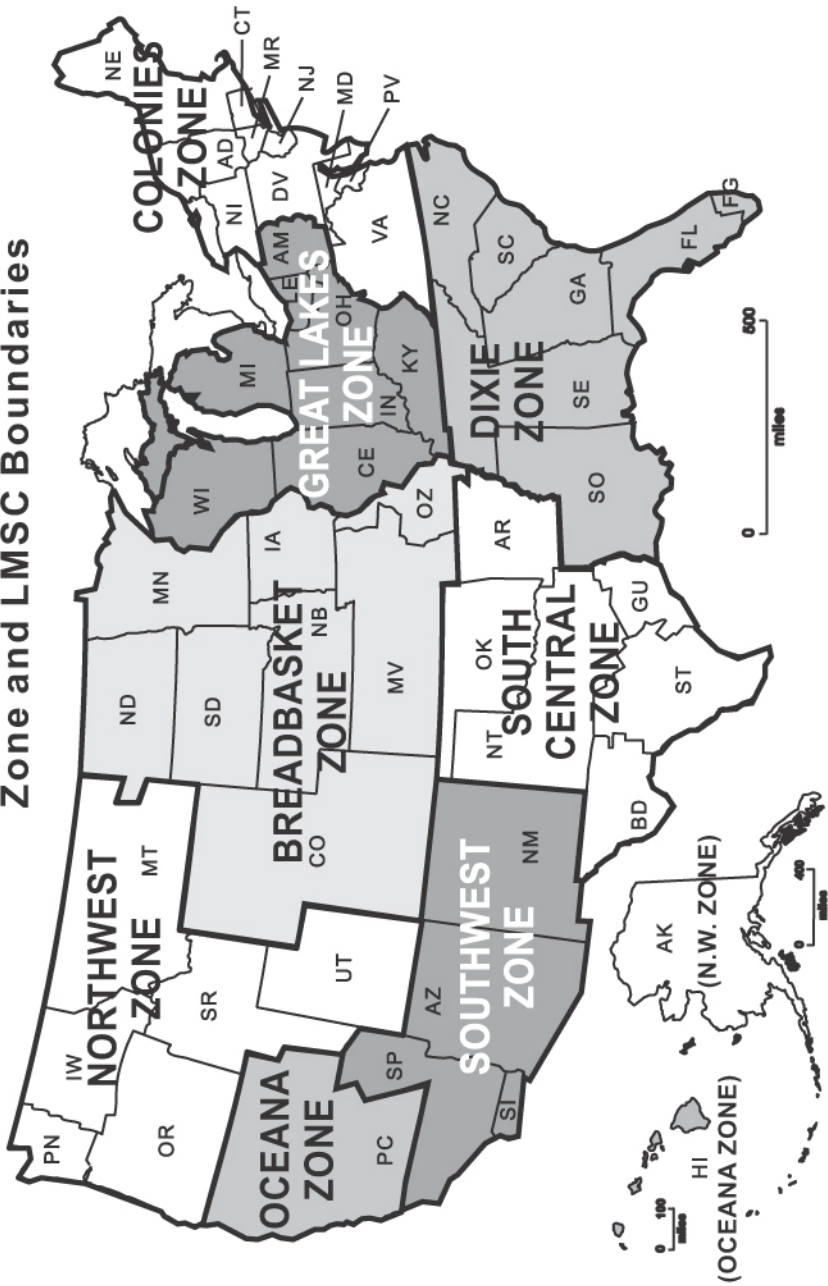 Zone and LMSC Boundaries
COLONIES
ZONE
NE
CT
MR
NJ
MD
PV
AD
NI
DV
VA
GREAT LAKES
ZONE
AM
LE
OH
MI
IN
KY
WI
CE
DIXIE
ZONE
NC
SC
GA
FL
FG
SE
SO
BREADBASKET
ZONE
MN
IA
OZ
ND
SD
NB
MV
CO
SOUTH
CENTRAL
ZONE
AR
OK
NT
GU
ST
BD
NORTHWEST
ZONE
PN
IW
MT
OR
SR
UT
SOUTHWEST
ZONE
NM
AZ
SP
SI
OCEANA
ZONE
PC
AK
(N.W. ZONE)
HI
(OCEANA ZONE)
0 500
miles
0 400
miles
0 100
miles